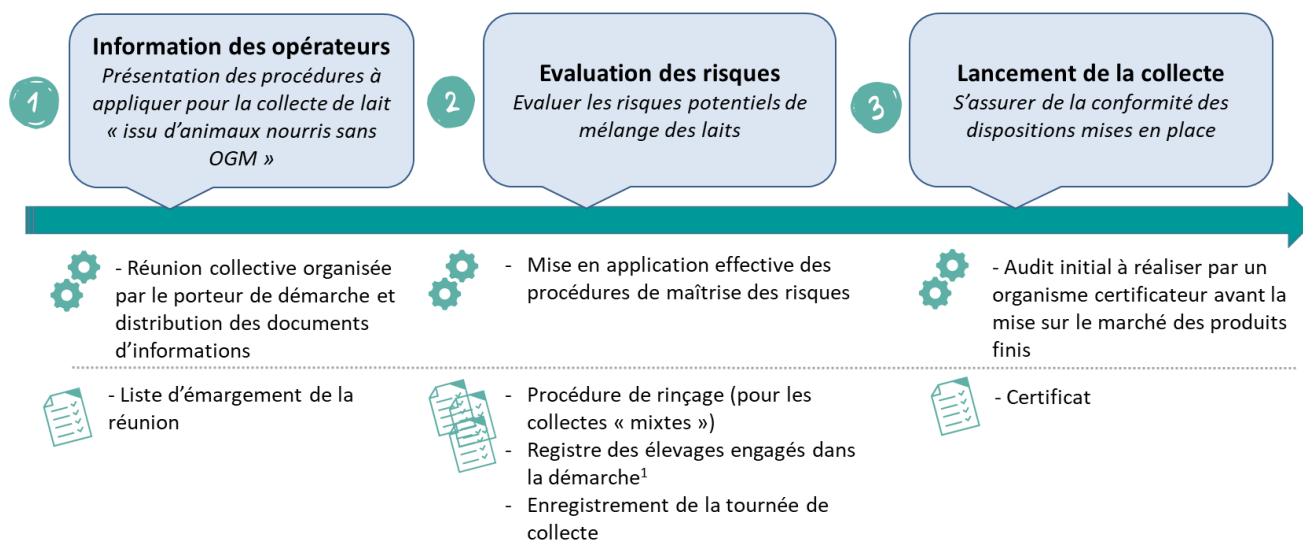 1
Information des opérateurs
Présentation des procédures à
appliquer pour la collecte de lait
« issu d’animaux nourris sans
OGM »
2
Evaluation des risques
Evaluer les risques potentiels de
mélange des laits
3
Lancement de la collecte
S’assurer de la conformité des
dispositions mises en place
- Réunion collective organisée
par le porteur de démarche et
distribution des documents
d’informations
- Mise en application effective des
procédures de maîtrise des risques
- Audit initial à réaliser par un
organisme certificateur avant la
mise sur le marché des produits
finis
- Liste d’émargement de la
réunion
- Procédure de rinçage (pour les
collectes « mixtes »)
- Registre des élevages engagés dans
la démarche¹
- Enregistrement de la tournée de
collecte
- Certificat